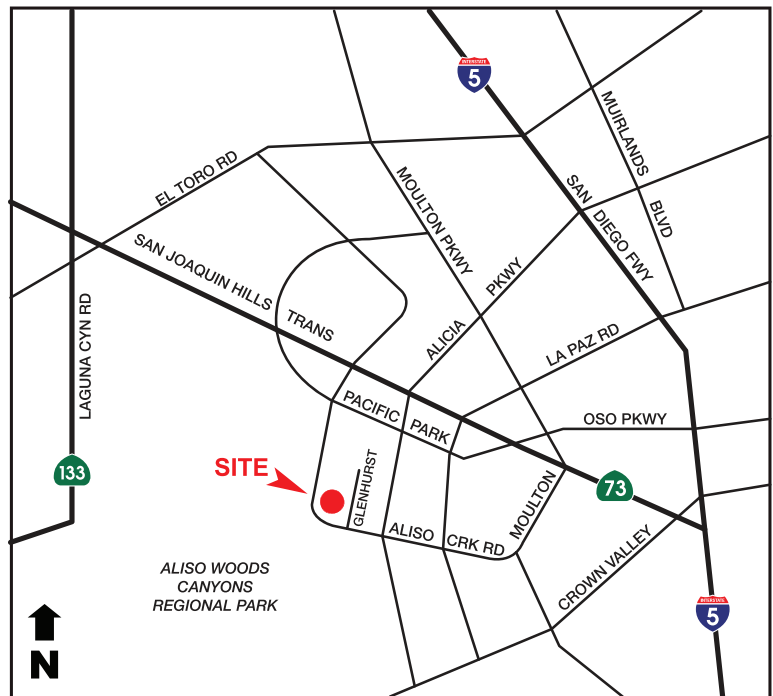 INTERSTATE
5
MUIRLANDS
BLVD
EL TORO RD
MOULTON PKWY
SAN DIEGO FWY
SAN JOAQUIN HILLS
TRANS
ALICIA PKWY
LAGUNA CYN RD
LA PAZ RD
PACIFIC PARK
OSO PKWY
133
SITE
GLENHURST
73
MOULTON
ALISO CRK RD
CROWN VALLEY
ALISO WOODS
CANYONS
REGIONAL PARK
INTERSTATE
5
N